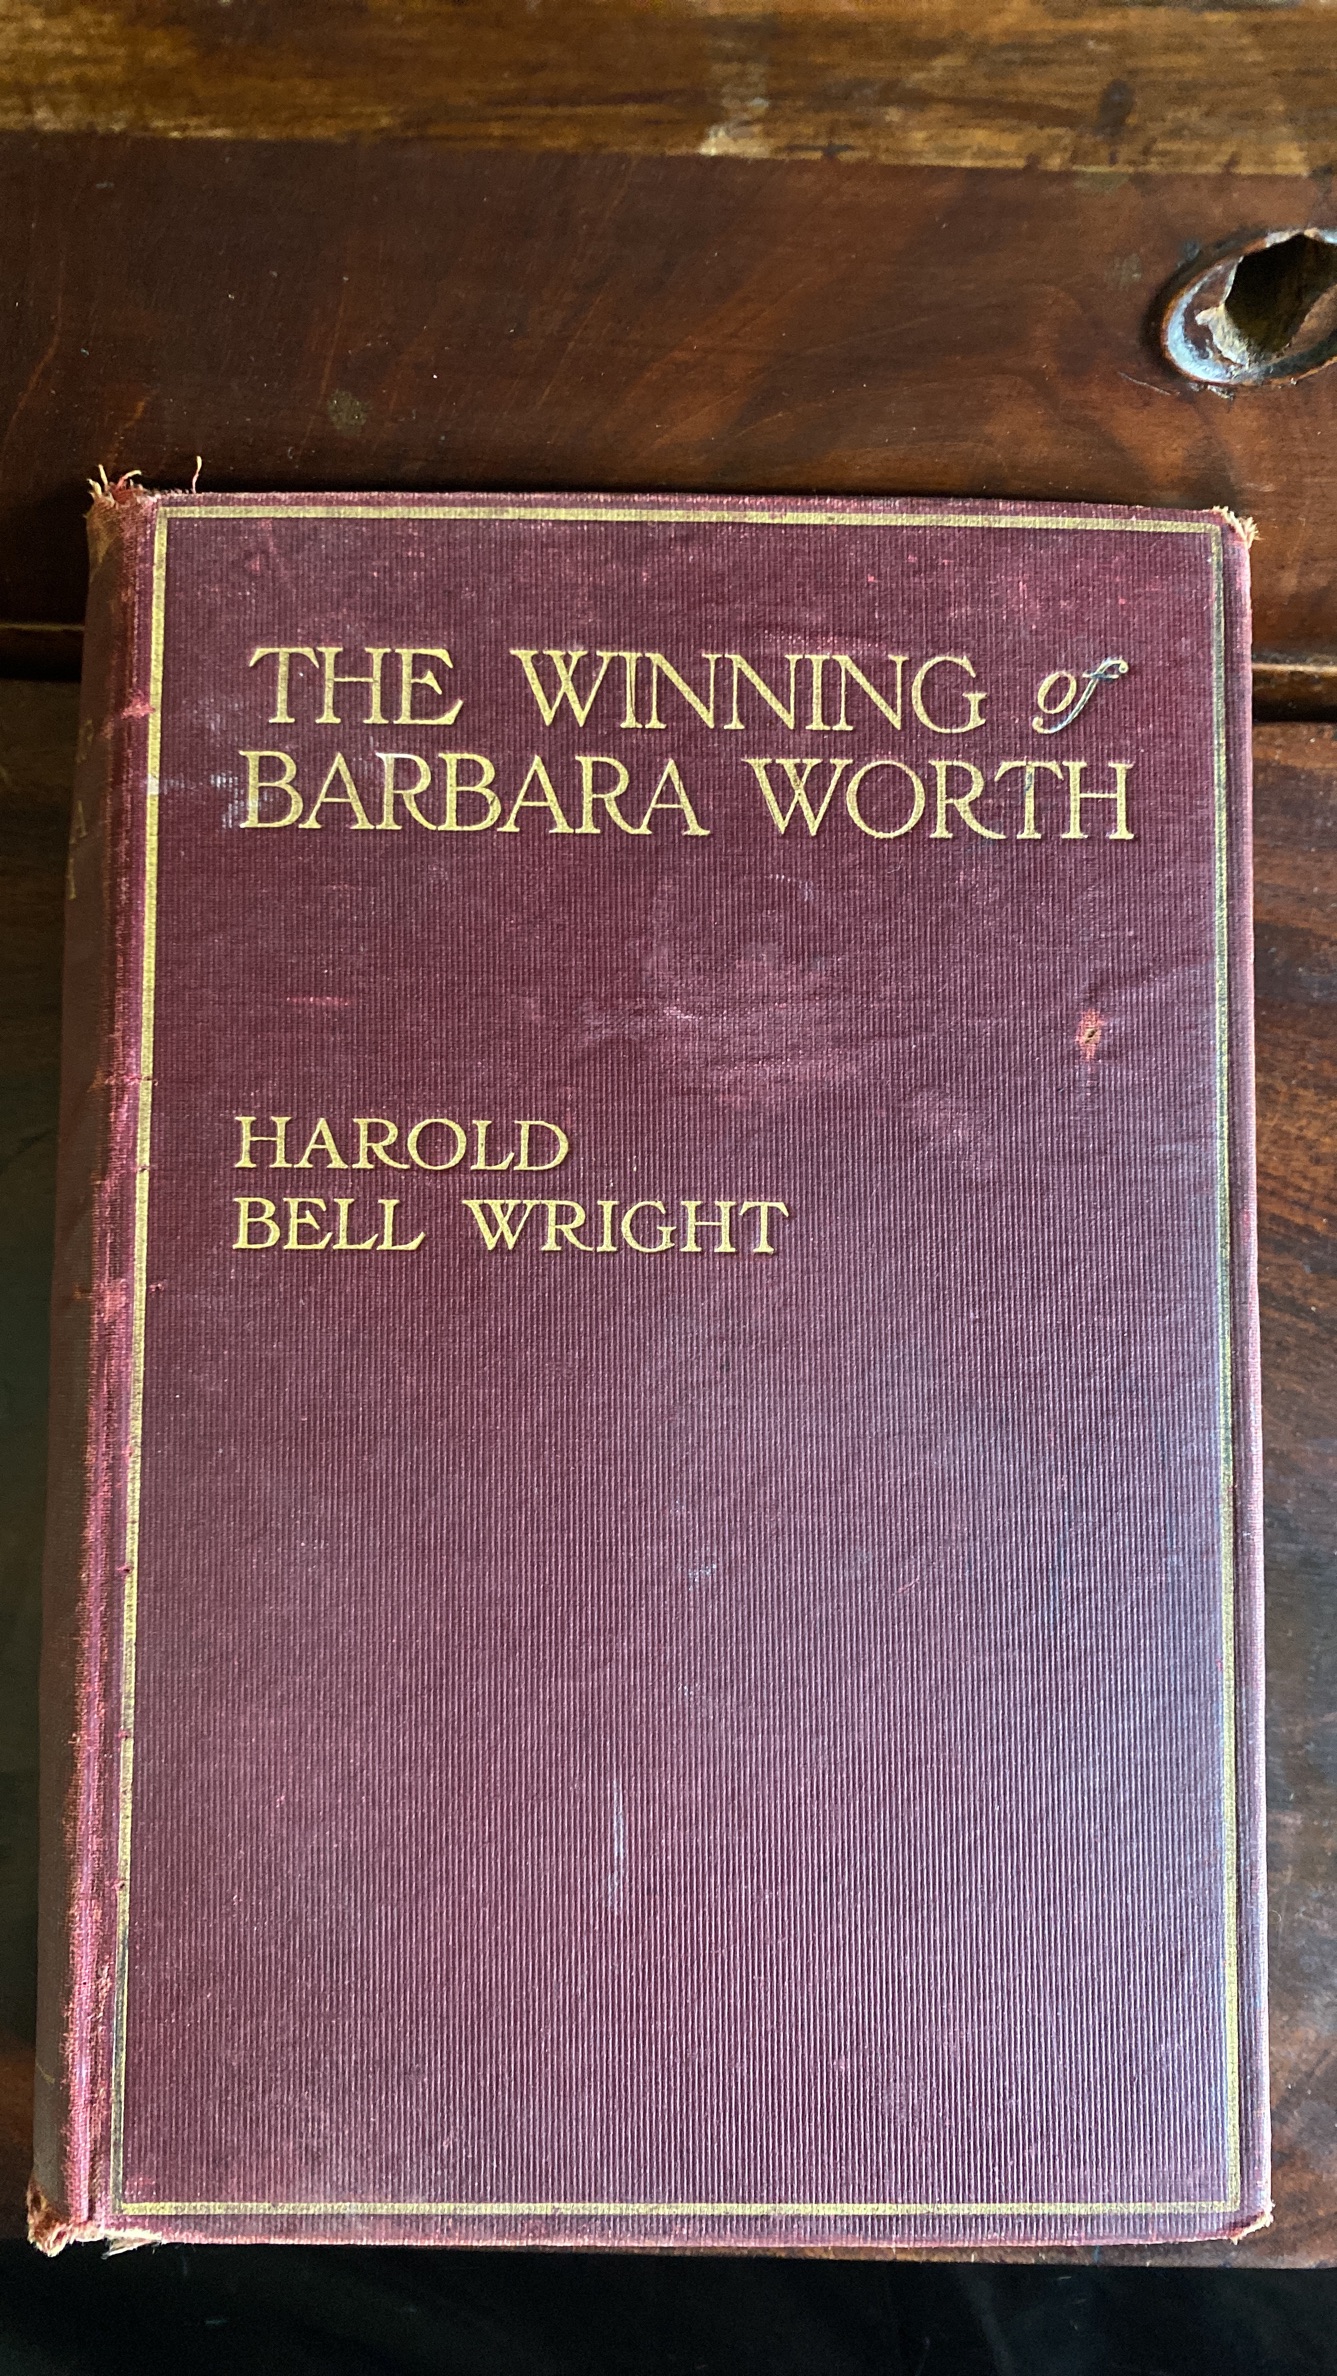 THE WINNING of
BARBARA WORTH
HAROLD
BELL WRIGHT